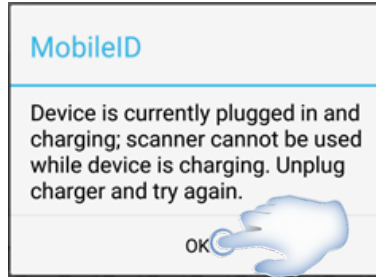 MobileID
Device is currently plugged in and
charging; scanner cannot be used
while device is charging. Unplug
charger and try again.
OK